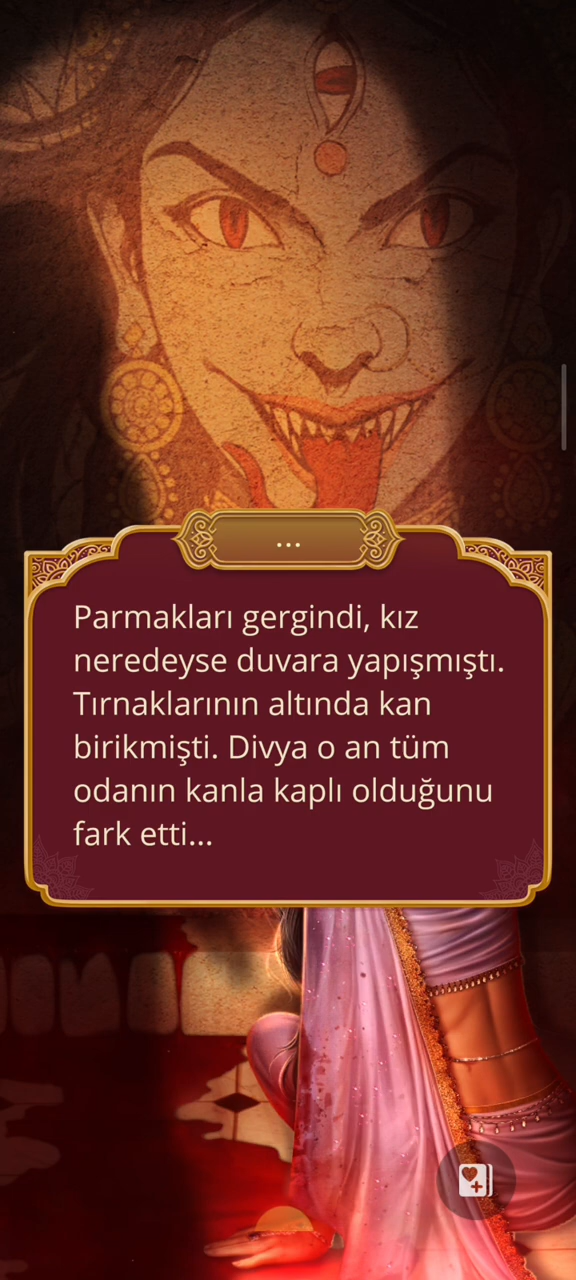 ...
Parmakları gergindi, kız
neredeyse duvara yapışmıştı.
Tırnaklarının altında kan
birikmişti. Divya o an tüm
odanın kanla kaplı olduğunu
fark etti...